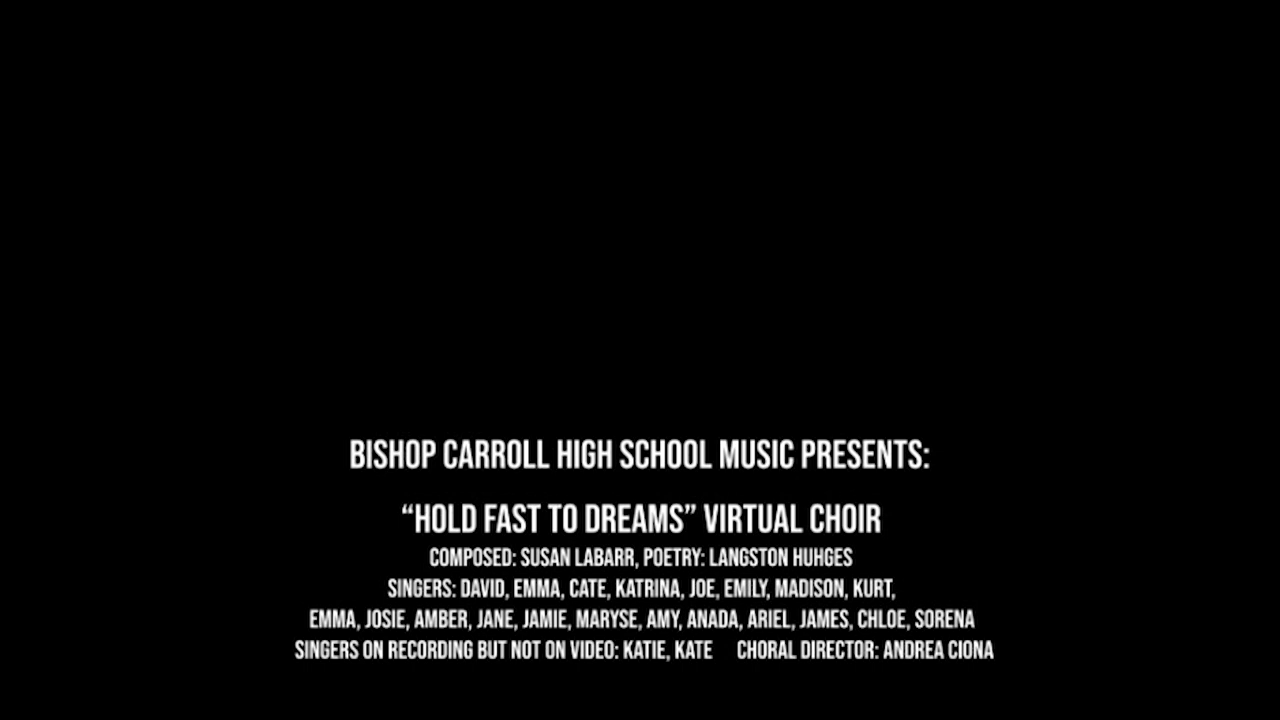 BISHOP CARROLL HIGH SCHOOL MUSIC PRESENTS:
“HOLD FAST TO DREAMS” VIRTUAL CHOIR
COMPOSED: SUSAN LABARR, POETRY: LANGSTON HUHGES
SINGERS: DAVID, EMMA, CATE, KATRINA, JOE, EMILY, MADISON, KURT,
EMMA, JOSIE, AMBER, JANE, JAMIE, MARYSE, AMY, ANADA, ARIEL, JAMES, CHLOE, SORENA
SINGERS ON RECORDING BUT NOT ON VIDEO: KATIE, KATE CHORAL DIRECTOR: ANDREA CIONA